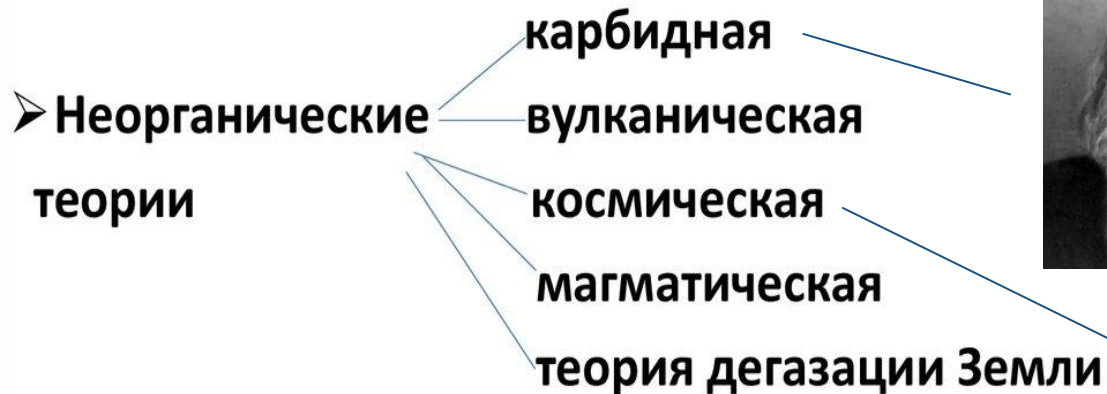 карбидная
➢ Неорганические вулканическая
теории космическая
магматическая
теория дегазации Земли